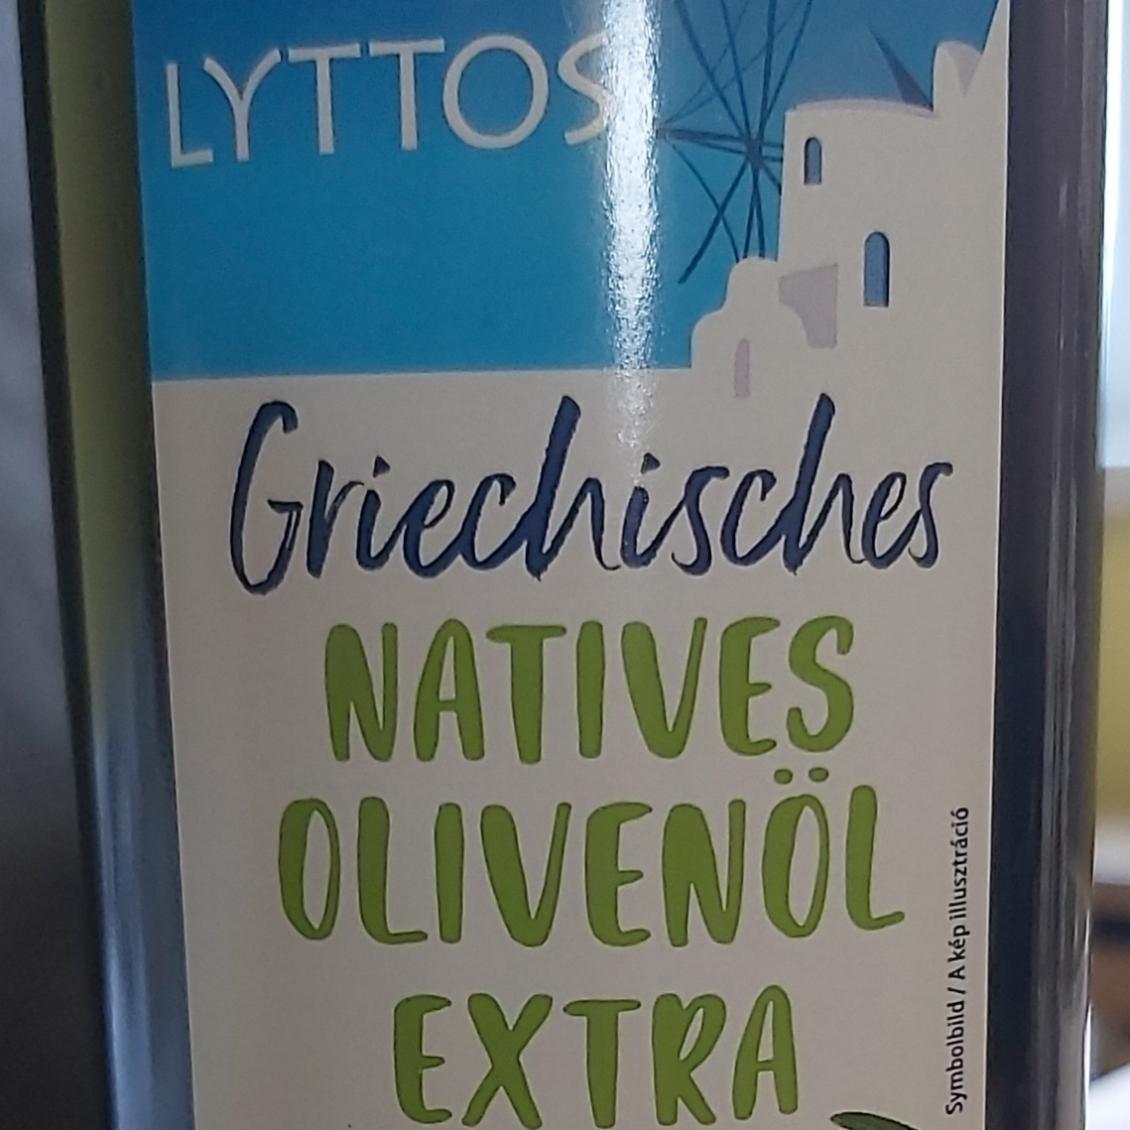 LYTTOS
Griechisches
NATIVES
OLIVENÖL
EXTRA
Symbolbild / A kép illusztráció